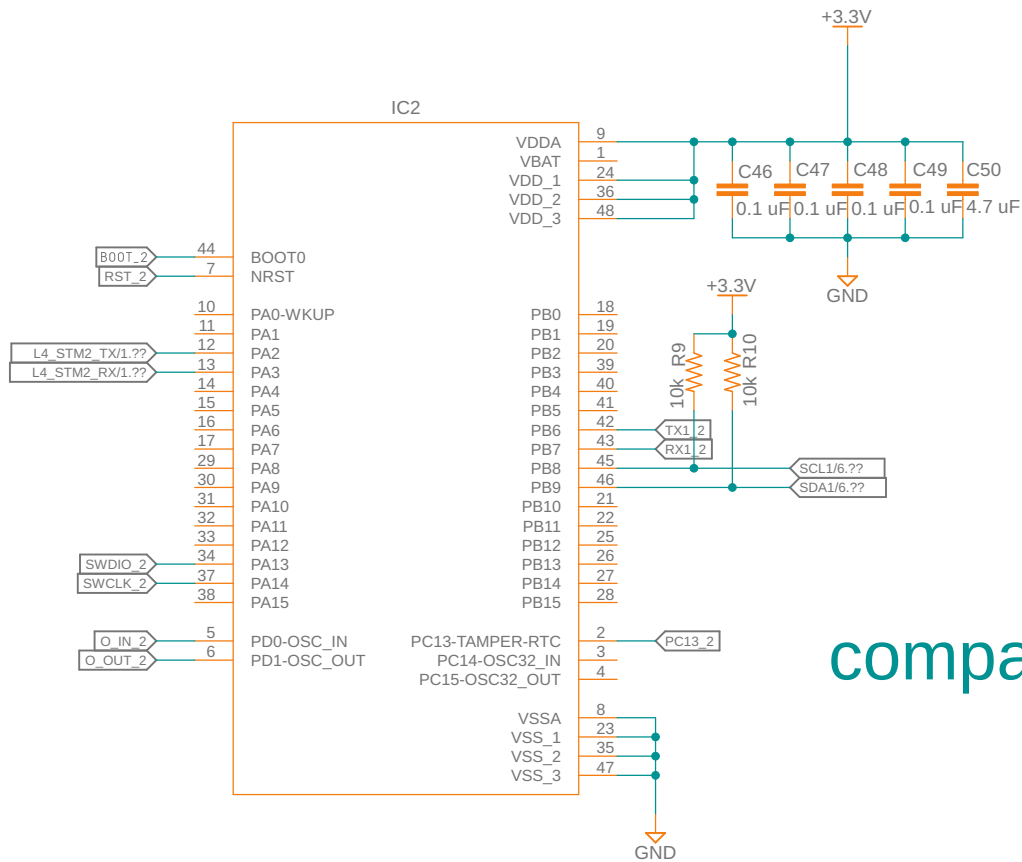 +3.3V
IC2
VDDA 9
VBAT 1
VDD_1 24
VDD_2 36
VDD_3 48
C46 C47 C48 C49 C50
0.1 uF 0.1 uF 0.1 uF 0.1 uF 4.7 uF
GND
BOOT_2 44 BOOT0
RST_2 7 NRST
+3.3V
10 PA0-WKUP PB0 18
11 PA1 PB1 19
L4_STM2_TX/1.?? 12 PA2 PB2 20
L4_STM2_RX/1.?? 13 PA3 PB3 39
14 PA4 PB4 40
15 PA5 PB5 41
10k R9
10k R10
16 PA6 PB6 42 TX1_2
17 PA7 PB7 43 RX1_2
29 PA8 PB8 45 SCL1/6.??
30 PA9 PB9 46 SDA1/6.??
31 PA10 PB10 21
32 PA11 PB11 22
33 PA12 PB12 25
SWDIO_2 34 PA13 PB13 26
SWCLK_2 37 PA14 PB14 27
38 PA15 PB15 28
O_IN_2 5 PD0-OSC_IN PC13-TAMPER-RTC 2 PC13_2
O_OUT_2 6 PD1-OSC_OUT PC14-OSC32_IN 3
PC15-OSC32_OUT 4
compa
VSSA 8
VSS_1 23
VSS_2 35
VSS_3 47
GND